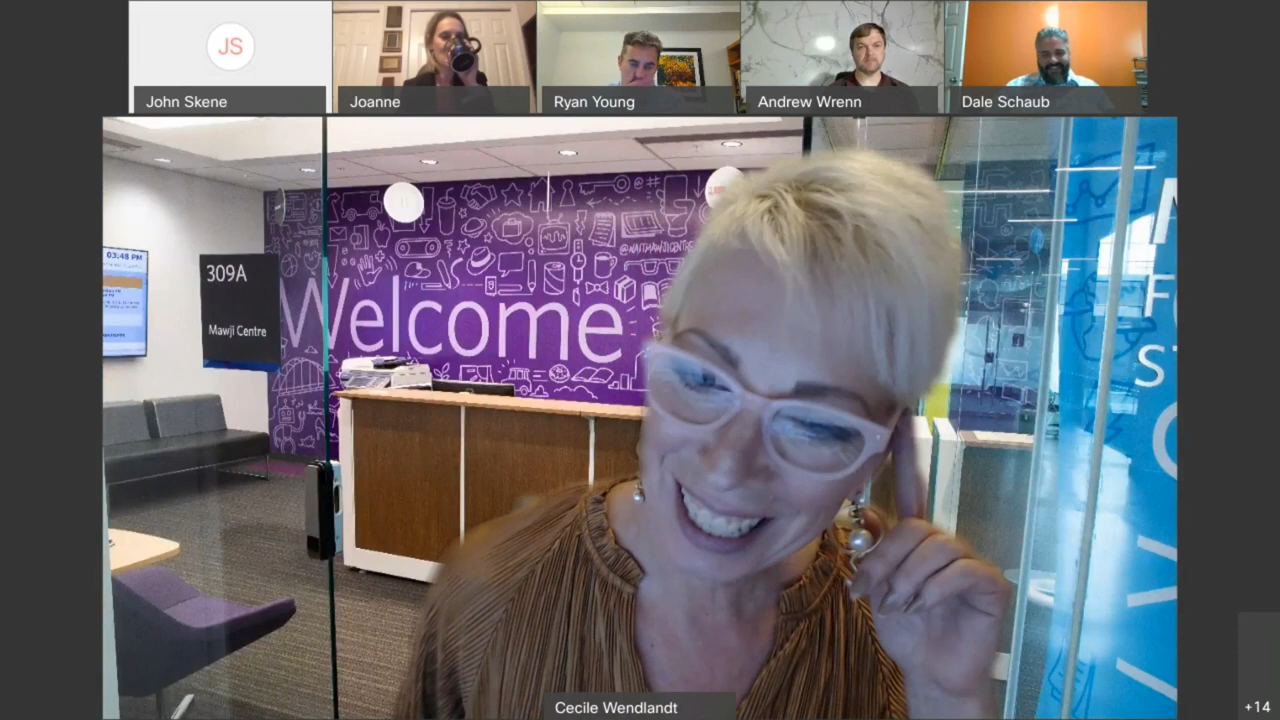 JS
John Skene
Joanne
Ryan Young
Andrew Wrenn
Dale Schaub
03:48 PM
309A
Mawji Centre
@NAITMAWJICENTRE
Welcome
Cecile Wendlandt
+14